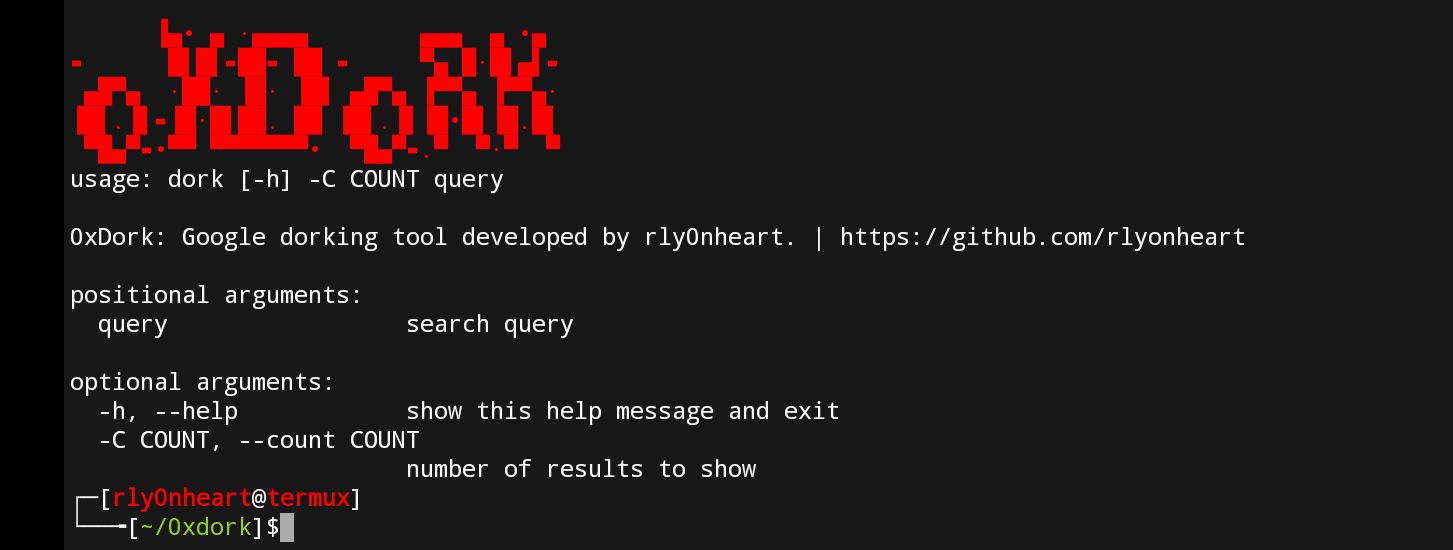 oXDoRK
usage: dork [-h] -C COUNT query
0xDork: Google dorking tool developed by rly0nheart. | https://github.com/rlyonheart
positional arguments:
query search query
optional arguments:
-h, --help show this help message and exit
-C COUNT, --count COUNT
number of results to show
[rly0nheart@termux]
[~/0xdork]$